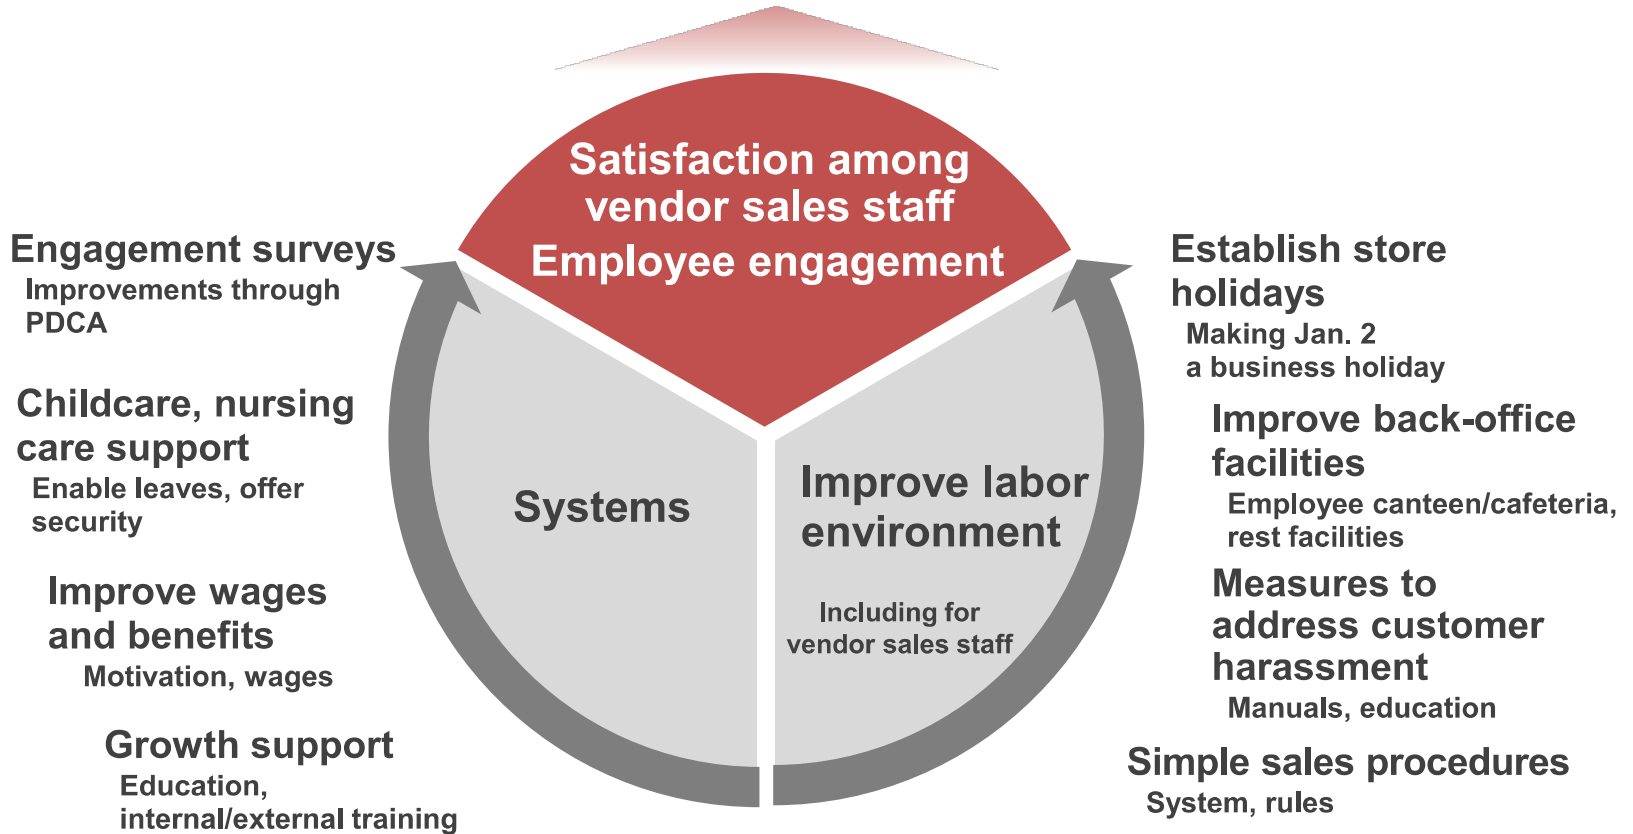 Satisfaction among
vendor sales staff
Employee engagement
Engagement surveys
Improvements through
PDCA
Childcare, nursing
care support
Enable leaves, offer
security
Improve wages
and benefits
Motivation, wages
Growth support
Education,
internal/external training
Systems
Improve labor
environment
Including for
vendor sales staff
Establish store
holidays
Making Jan. 2
a business holiday
Improve back-office
facilities
Employee canteen/cafeteria,
rest facilities
Measures to
address customer
harassment
Manuals, education
Simple sales procedures
System, rules